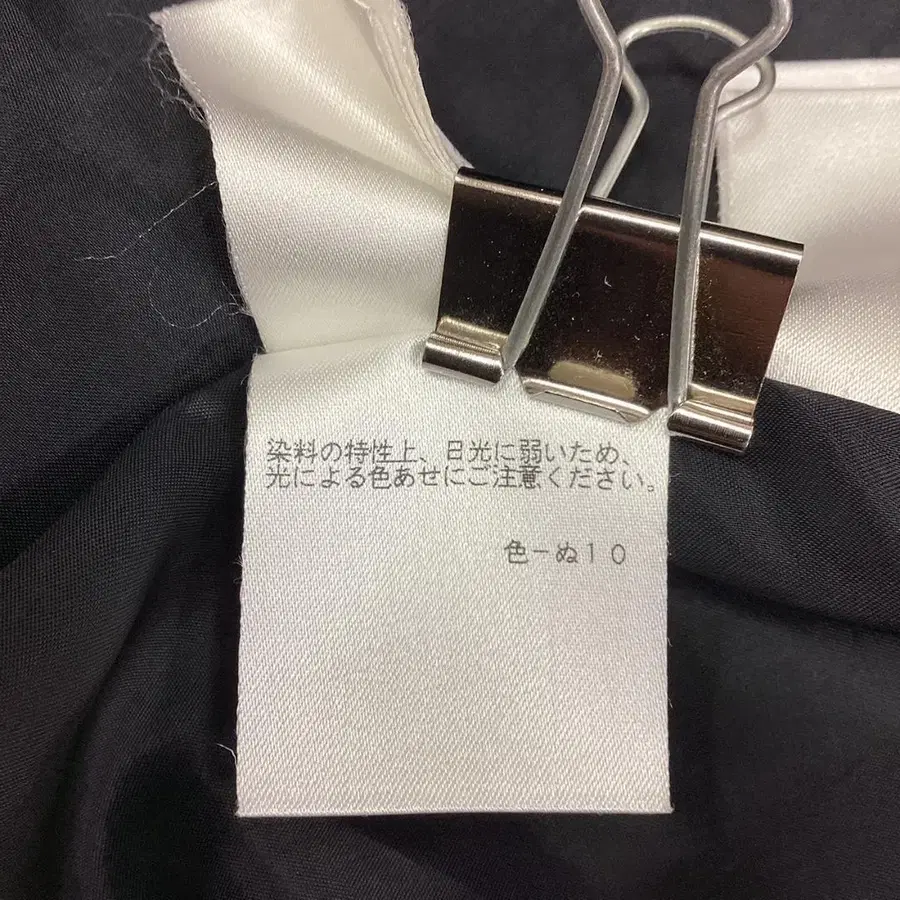 染料の特性上、日光に弱いため、
光による色あせにご注意ください。
色ーぬ10